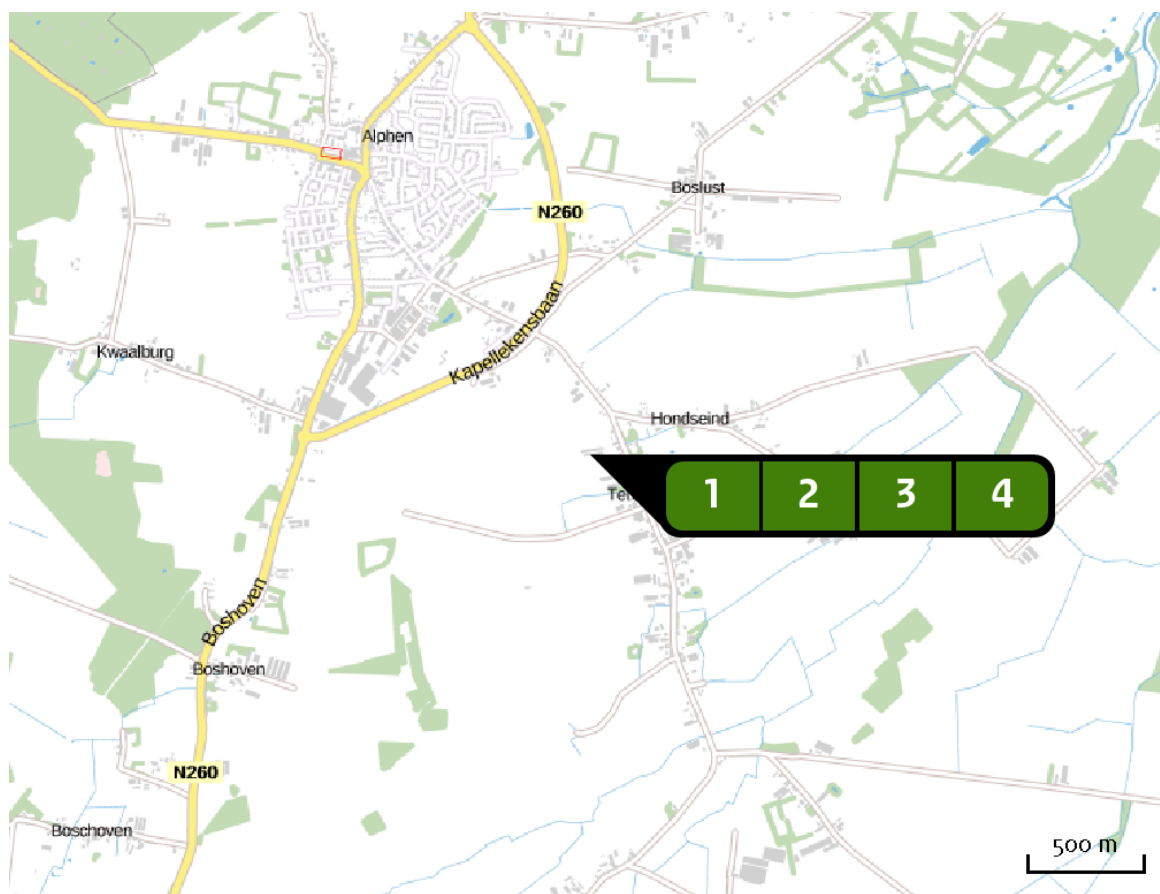 Alphen
Boslust
N260
Kapellekensbaan
Kwaalburg
Hondseind
1 2 3 4
Boshoven
Boshoven
N260
Boschoven
500 m